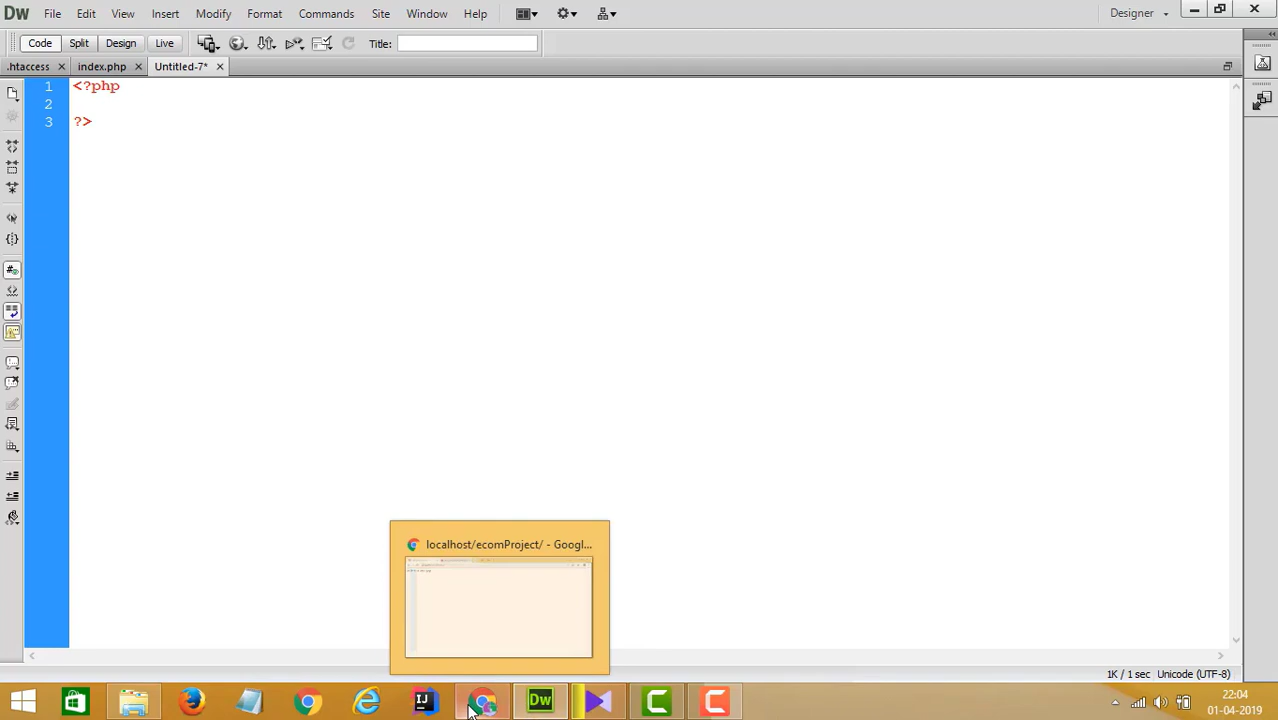 Dw File Edit View Insert Modify Format Commands Site Window Help Designer
Code Split Design Live Title:
.htaccess index.php Untitled-7*
1 <?php
2
3 ?>
localhost/ecomProject/ - Googl...
1K / 1 sec Unicode (UTF-8)
IJ Dw C C
22:04
01-04-2019